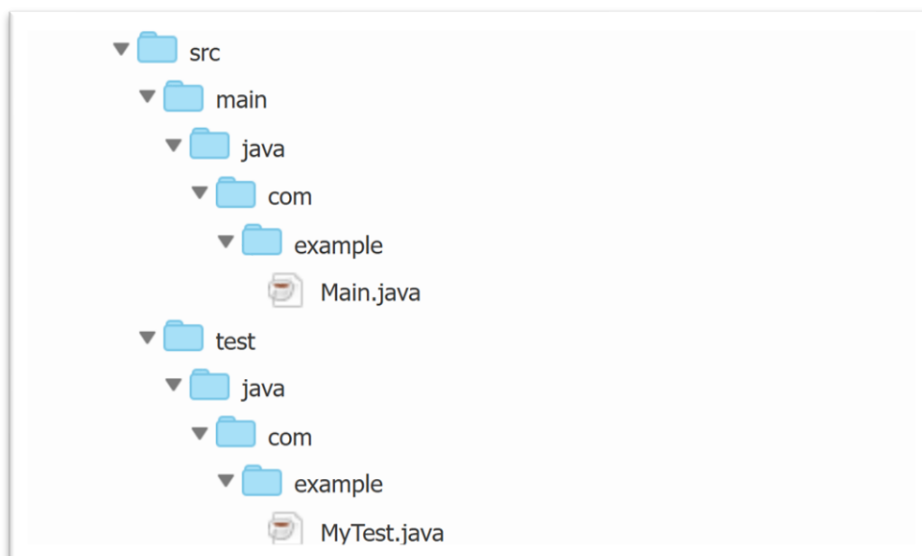 src
main
java
com
example
Main.java
test
java
com
example
MyTest.java